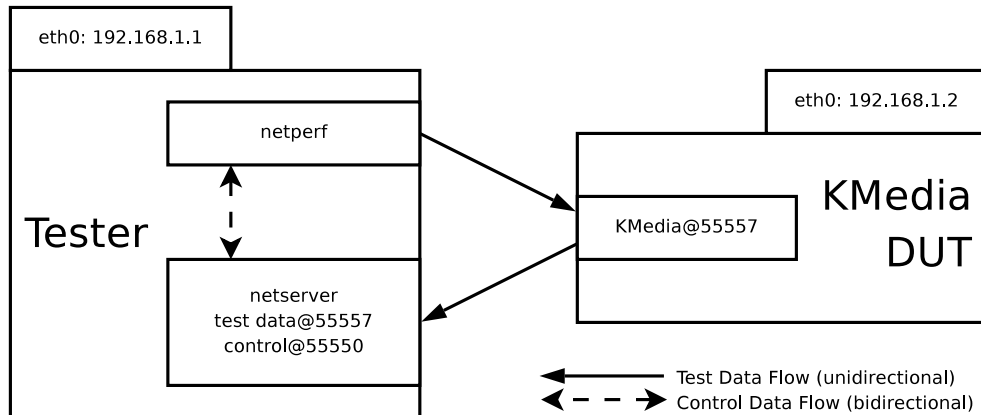 eth0: 192.168.1.1
eth0: 192.168.1.2
netperf
Tester
KMedia@55557
KMedia
DUT
netserver
test data@55557
control@55550
Test Data Flow (unidirectional)
Control Data Flow (bidirectional)